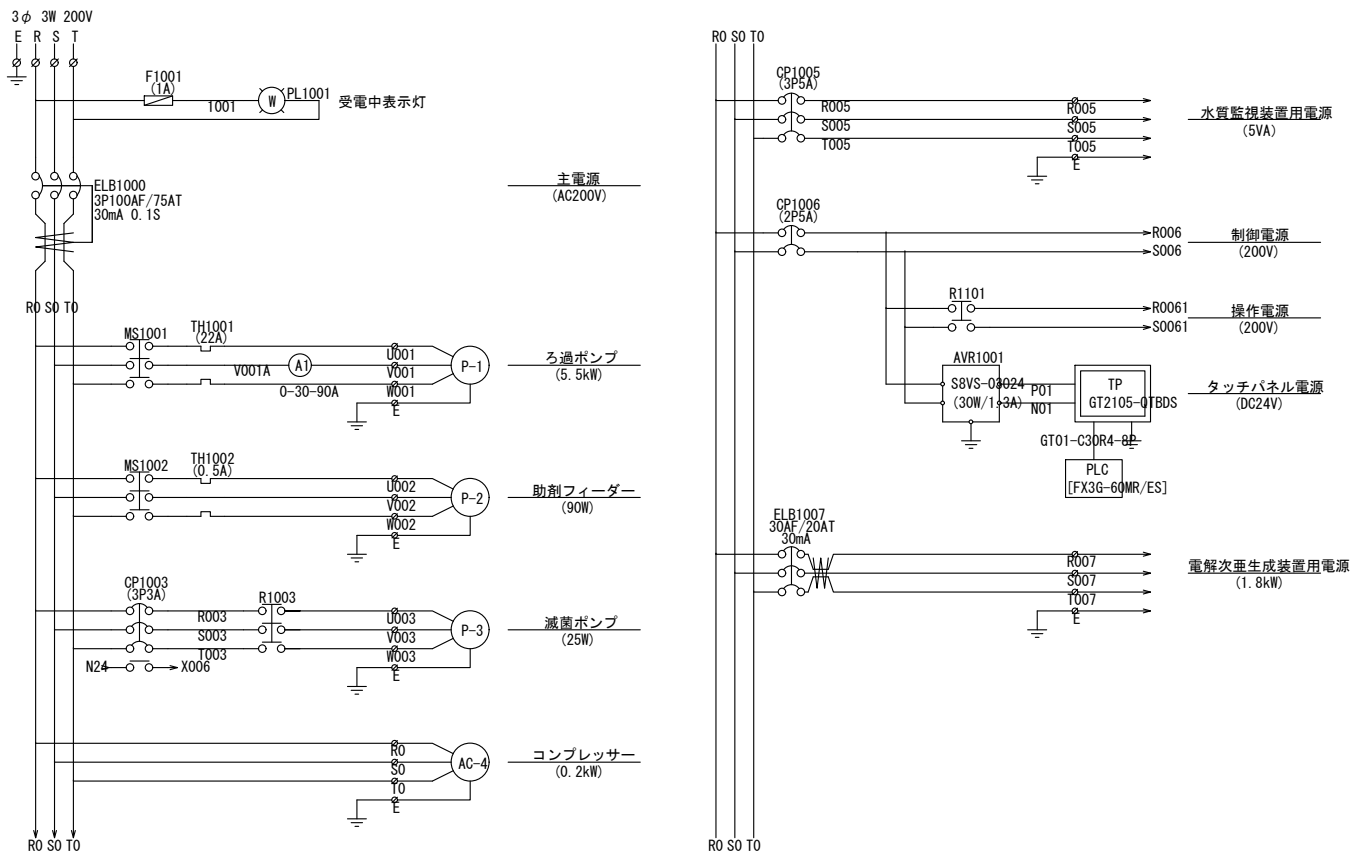 3φ 3W 200V
E R S T
F1001
(1A)
1001
W
PL1001
受電中表示灯
ELB1000
3P100AF/75AT
30mA 0.1S
主電源
(AC200V)
R0 S0 T0
MS1001
TH1001
(22A)
V001A
A1
0-30-90A
U001
V001
W001
E
P-1
ろ過ポンプ
(5.5kW)
MS1002
TH1002
(0.5A)
U002
V002
W002
E
P-2
助剤フィーダー
(90W)
CP1003
(3P3A)
R003
S003
T003
R1003
N24
X006
U003
V003
W003
E
P-3
滅菌ポンプ
(25W)
R0
S0
T0
E
AC-4
コンプレッサー
(0.2kW)
R0 S0 T0
R0 S0 T0
CP1005
(3P5A)
R005
S005
T005
R005
S005
T005
E
水質監視装置用電源
(5VA)
CP1006
(2P5A)
R006
S006
制御電源
(200V)
R1101
R0061
S0061
操作電源
(200V)
AVR1001
S8VS-03024
(30W/1.3A)
P01
N01
TP
GT2105-QTBDS
タッチパネル電源
(DC24V)
GT01-C30R4-8P
PLC
[FX3G-60MR/ES]
ELB1007
30AF/20AT
30mA
R007
S007
T007
E
電解次亜生成装置用電源
(1.8kW)
R0 S0 T0